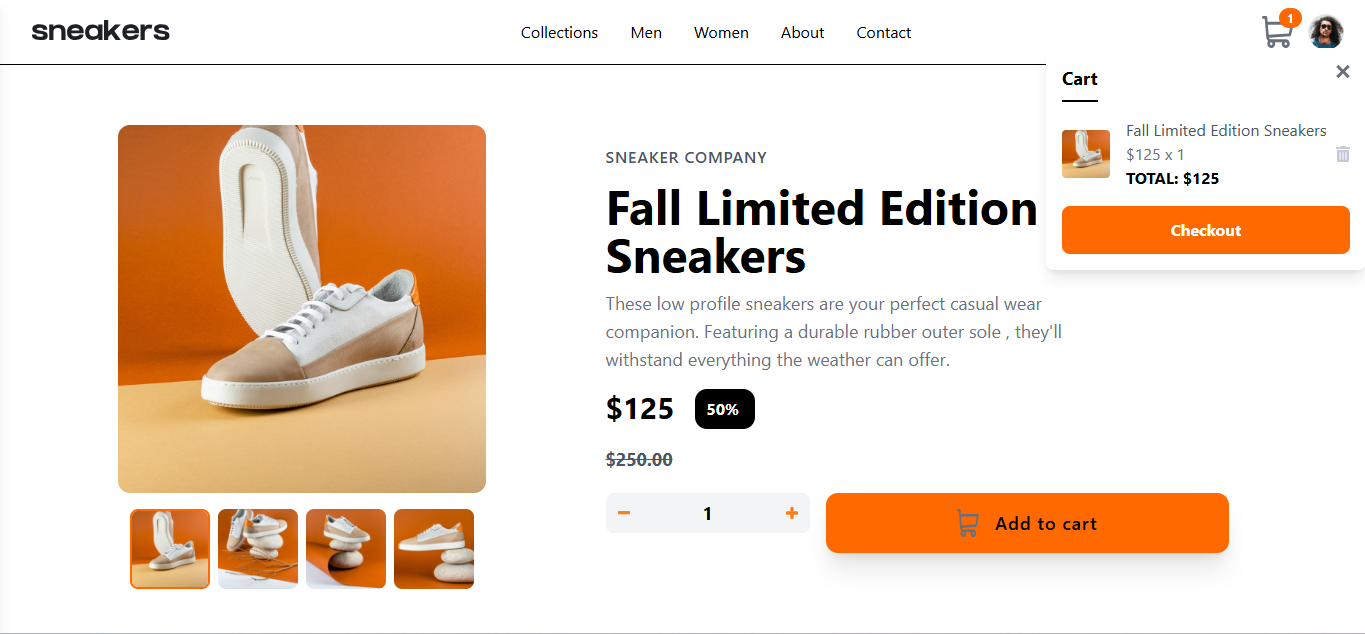 sneakers
Collections Men Women About Contact
1
Cart
Fall Limited Edition Sneakers
$125 x 1
TOTAL: $125
Checkout
SNEAKER COMPANY
Fall Limited Edition
Sneakers
These low profile sneakers are your perfect casual wear
companion. Featuring a durable rubber outer sole , they'll
withstand everything the weather can offer.
$125 50%
$250.00
1
Add to cart